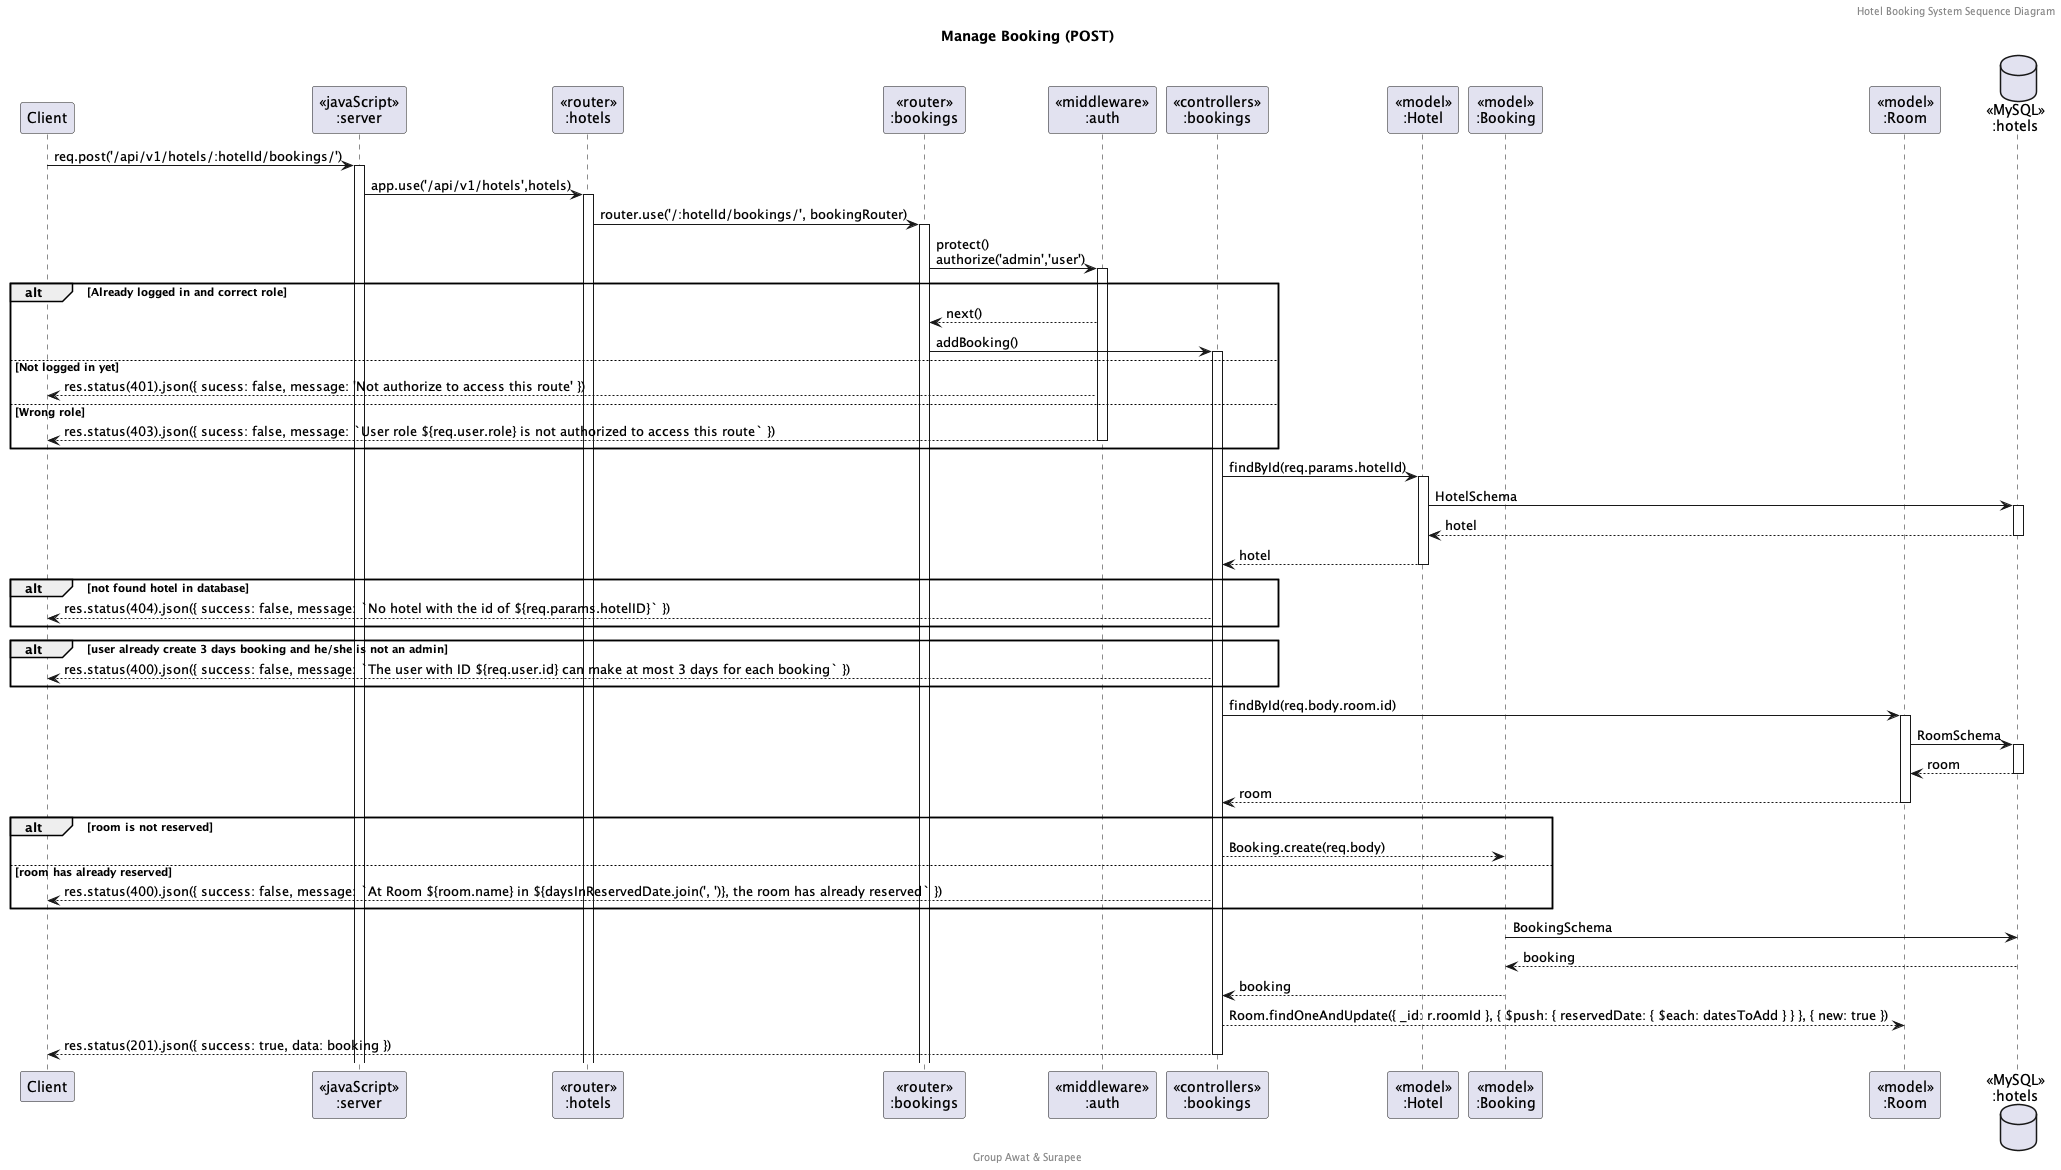 Hotel Booking System Sequence Diagram
Manage Booking (POST)
Client
«javaScript»
:server
«router»
:hotels
«router»
:bookings
«middleware»
:auth
«controllers»
:bookings
«model»
:Hotel
«model»
:Booking
«model»
:Room
«MySQL»
:hotels
req.post('/api/v1/hotels/:hotelId/bookings/')
app.use('/api/v1/hotels',hotels)
router.use('/:hotelId/bookings/', bookingRouter)
protect()
authorize('admin','user')
alt [Already logged in and correct role]
next()
addBooking()
[Not logged in yet]
res.status(401).json({ sucess: false, message: 'Not authorize to access this route' })
[Wrong role]
res.status(403).json({ sucess: false, message: `User role ${req.user.role} is not authorized to access this route` })
findById(req.params.hotelId)
HotelSchema
hotel
hotel
alt [not found hotel in database]
res.status(404).json({ success: false, message: `No hotel with the id of ${req.params.hotelID}` })
alt [user already create 3 days booking and he/she is not an admin]
res.status(400).json({ success: false, message: `The user with ID ${req.user.id} can make at most 3 days for each booking` })
findById(req.body.room.id)
RoomSchema
room
room
alt [room is not reserved]
Booking.create(req.body)
[room has already reserved]
res.status(400).json({ success: false, message: `At Room ${room.name} in ${daysInReservedDate.join(', ')}, the room has already reserved` })
BookingSchema
booking
booking
Room.findOneAndUpdate({ _id: r.roomId }, { $push: { reservedDate: { $each: datesToAdd } } }, { new: true })
res.status(201).json({ success: true, data: booking })
Client
«javaScript»
:server
«router»
:hotels
«router»
:bookings
«middleware»
:auth
«controllers»
:bookings
«model»
:Hotel
«model»
:Booking
«model»
:Room
«MySQL»
:hotels
Group Awat & Surapee